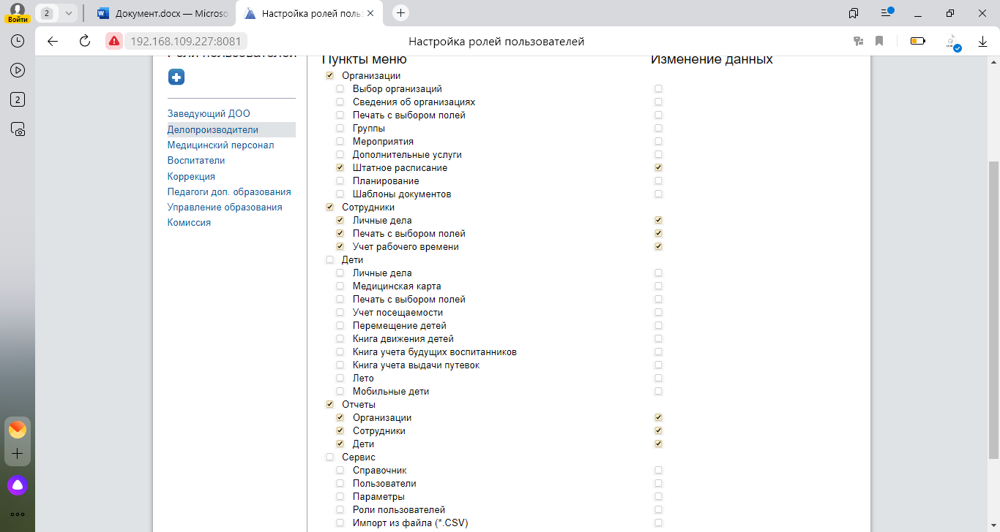 Войти
2
Документ.docx — Microso
Настройка ролей поль
192.168.109.227:8081
Настройка ролей пользователей
2
Роли пользователей
Заведующий ДОО
Делопроизводители
Медицинский персонал
Воспитатели
Коррекция
Педагоги доп. образования
Управление образования
Комиссия
Пункты меню
Изменение данных
Организации
Выбор организаций
Сведения об организациях
Печать с выбором полей
Группы
Мероприятия
Дополнительные услуги
Штатное расписание
Планирование
Шаблоны документов
Сотрудники
Личные дела
Печать с выбором полей
Учет рабочего времени
Дети
Личные дела
Медицинская карта
Печать с выбором полей
Учет посещаемости
Перемещение детей
Книга движения детей
Книга учета будущих воспитанников
Книга учета выдачи путевок
Лето
Мобильные дети
Отчеты
Организации
Сотрудники
Дети
Сервис
Справочник
Пользователи
Параметры
Роли пользователей
Импорт из файла (*.CSV)